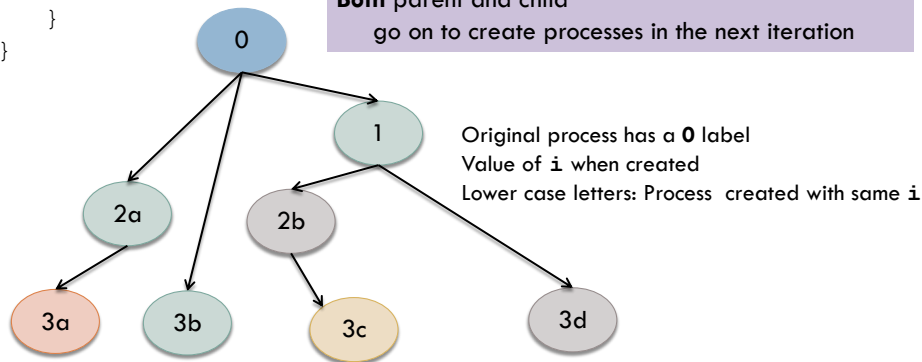 }
}
Both parent and child
go on to create processes in the next iteration
0
1
Original process has a 0 label
Value of i when created
Lower case letters: Process created with same i
2a
2b
3a
3b
3c
3d